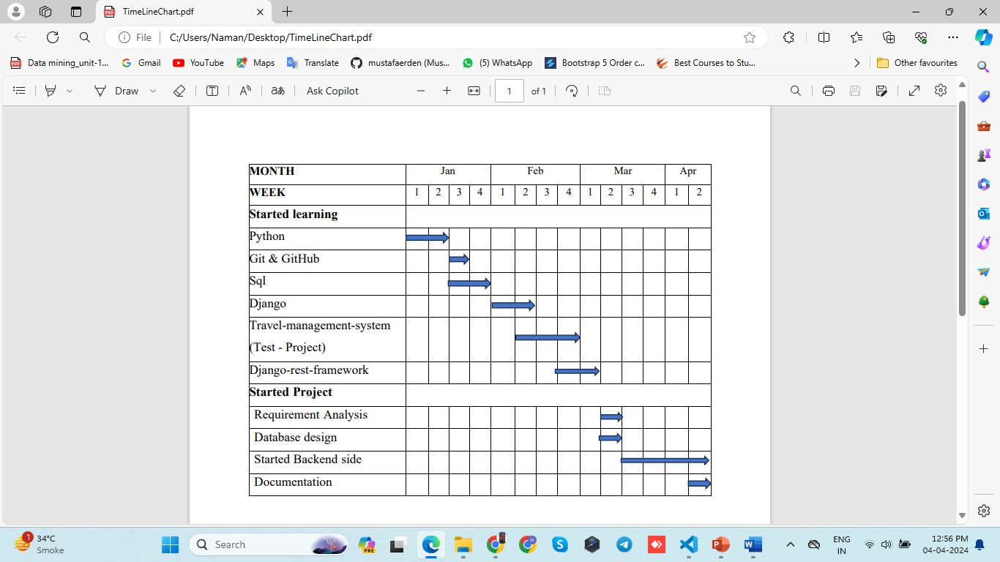 TimeLineChart.pdf
File C:/Users/Naman/Desktop/TimeLineChart.pdf
Data mining_unit-1... Gmail YouTube Maps Translate mustafaerden (Mus... (5) WhatsApp Bootstrap 5 Order c... Best Courses to Stu... Other favourites
Draw Ask Copilot 1 of 1
MONTH Jan Feb Mar Apr
WEEK 1 2 3 4 1 2 3 4 1 2 3 4 1 2
Started learning
Python
Git & GitHub
Sql
Django
Travel-management-system
(Test - Project)
Django-rest-framework
Started Project
Requirement Analysis
Database design
Started Backend side
Documentation
1 34°C
Smoke
Search
PRE
ENG
IN
12:56 PM
04-04-2024